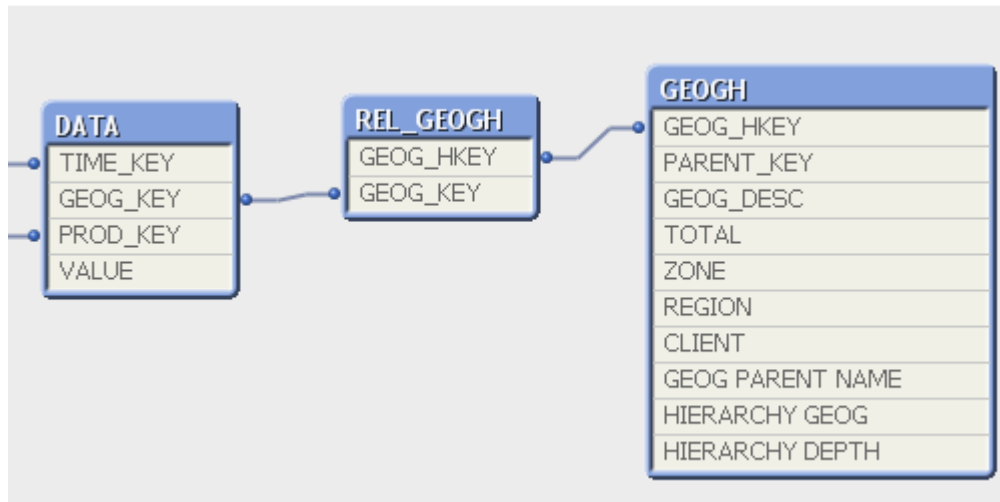 DATA
TIME_KEY
GEOG_KEY
PROD_KEY
VALUE
REL_GEOGH
GEOG_HKEY
GEOG_KEY
GEOGH
GEOG_HKEY
PARENT_KEY
GEOG_DESC
TOTAL
ZONE
REGION
CLIENT
GEOG PARENT NAME
HIERARCHY GEOG
HIERARCHY DEPTH